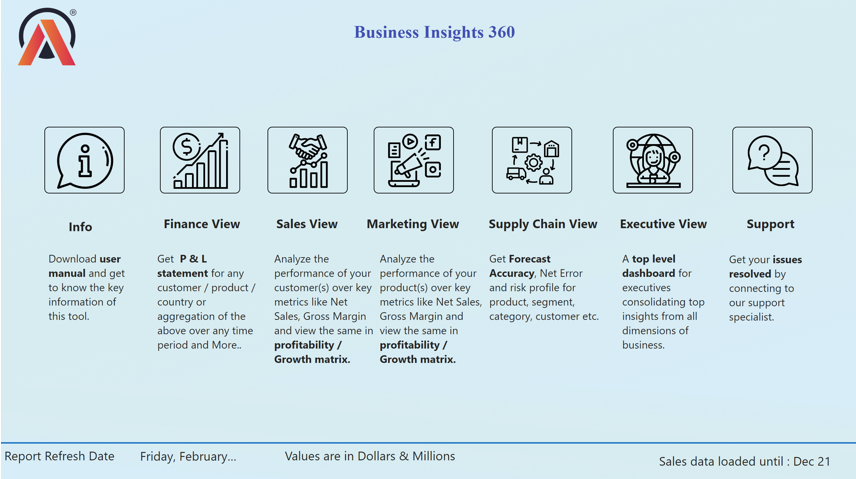 ®
Business Insights 360
Info
Download user
manual and get
to know the key
information of
this tool.
Finance View
Get P & L
statement for any
customer / product /
country or
aggregation of the
above over any time
period and More..
Sales View
Analyze the
performance of your
customer(s) over key
metrics like Net
Sales, Gross Margin
and view the same in
profitability /
Growth matrix.
Marketing View
Analyze the
performance of your
product(s) over key
metrics like Net Sales,
Gross Margin and
view the same in
profitability /
Growth matrix.
Supply Chain View
Get Forecast
Accuracy, Net Error
and risk profile for
product, segment,
category, customer etc.
Executive View
A top level
dashboard for
executives
consolidating top
insights from all
dimensions of
business.
Support
Get your issues
resolved by
connecting to
our support
specialist.
Report Refresh Date
Friday, February...
Values are in Dollars & Millions
Sales data loaded until : Dec 21